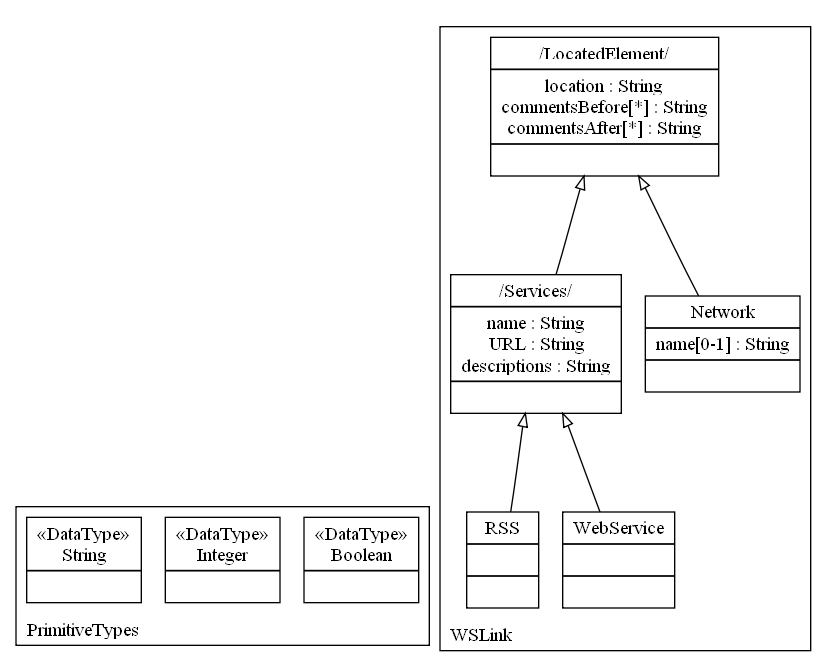 /LocatedElement/
location : String
commentsBefore[*] : String
commentsAfter[*] : String
/Services/
name : String
URL : String
descriptions : String
Network
name[0-1] : String
RSS
WebService
WSLink
«DataType»
String
«DataType»
Integer
«DataType»
Boolean
PrimitiveTypes